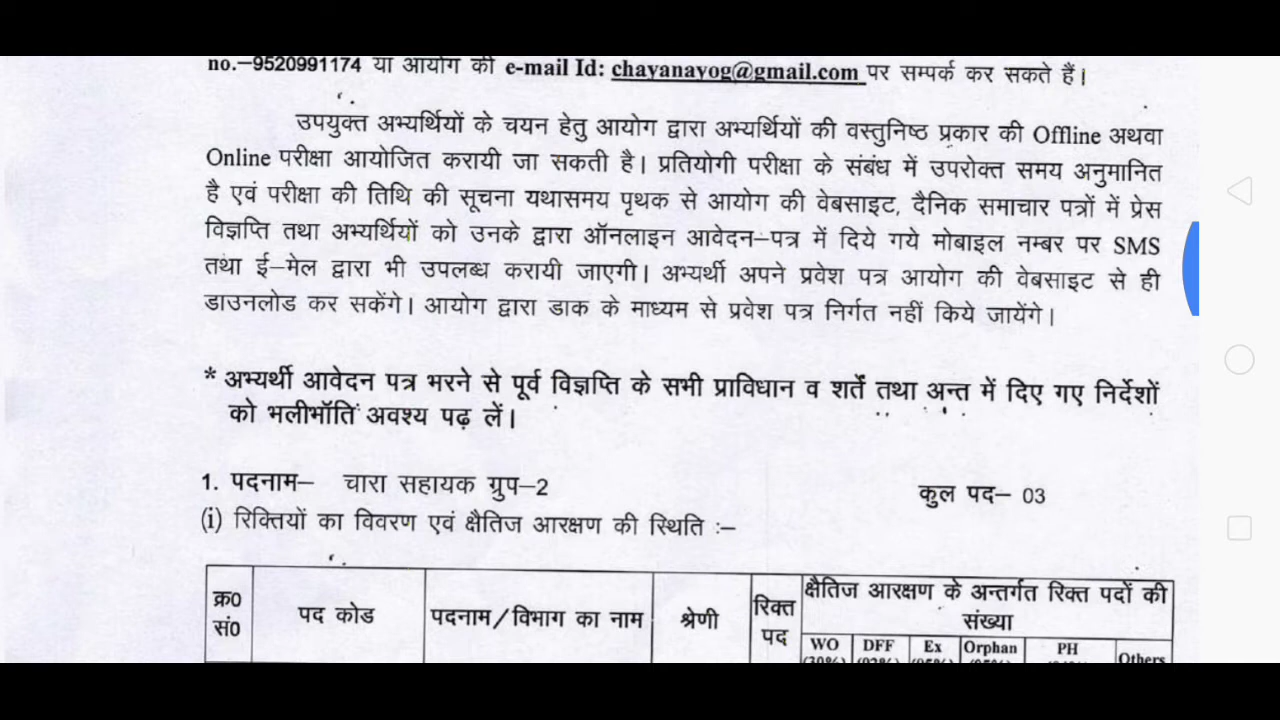 no.–9520991174 या आयोग की e-mail Id: chayanayog@gmail.com पर सम्पर्क कर सकते हैं।
उपयुक्त अभ्यर्थियों के चयन हेतु आयोग द्वारा अभ्यर्थियों की वस्तुनिष्ठ प्रकार की Offline अथवा
Online परीक्षा आयोजित करायी जा सकती है। प्रतियोगी परीक्षा के संबंध में उपरोक्त समय अनुमानित
है एवं परीक्षा की तिथि की सूचना यथासमय पृथक से आयोग की वेबसाइट, दैनिक समाचार पत्रों में प्रेस
विज्ञप्ति तथा अभ्यर्थियों को उनके द्वारा ऑनलाइन आवेदन–पत्र में दिये गये मोबाइल नम्बर पर SMS
तथा ई–मेल द्वारा भी उपलब्ध करायी जाएगी। अभ्यर्थी अपने प्रवेश पत्र आयोग की वेबसाइट से ही
डाउनलोड कर सकेंगे। आयोग द्वारा डाक के माध्यम से प्रवेश पत्र निर्गत नहीं किये जायेंगे।
* अभ्यर्थी आवेदन पत्र भरने से पूर्व विज्ञप्ति के सभी प्राविधान व शर्तें तथा अन्त में दिए गए निर्देशों
को भलीभॉति अवश्य पढ़ लें।
1. पदनाम– चारा सहायक ग्रुप–2 कुल पद– 03
(i) रिक्तियों का विवरण एवं क्षैतिज आरक्षण की स्थिति :–
क्र0 सं0 पद कोड पदनाम/विभाग का नाम श्रेणी रिक्त पद क्षैतिज आरक्षण के अन्तर्गत रिक्त पदों की
संख्या
WO DFF Ex Orphan PH Others